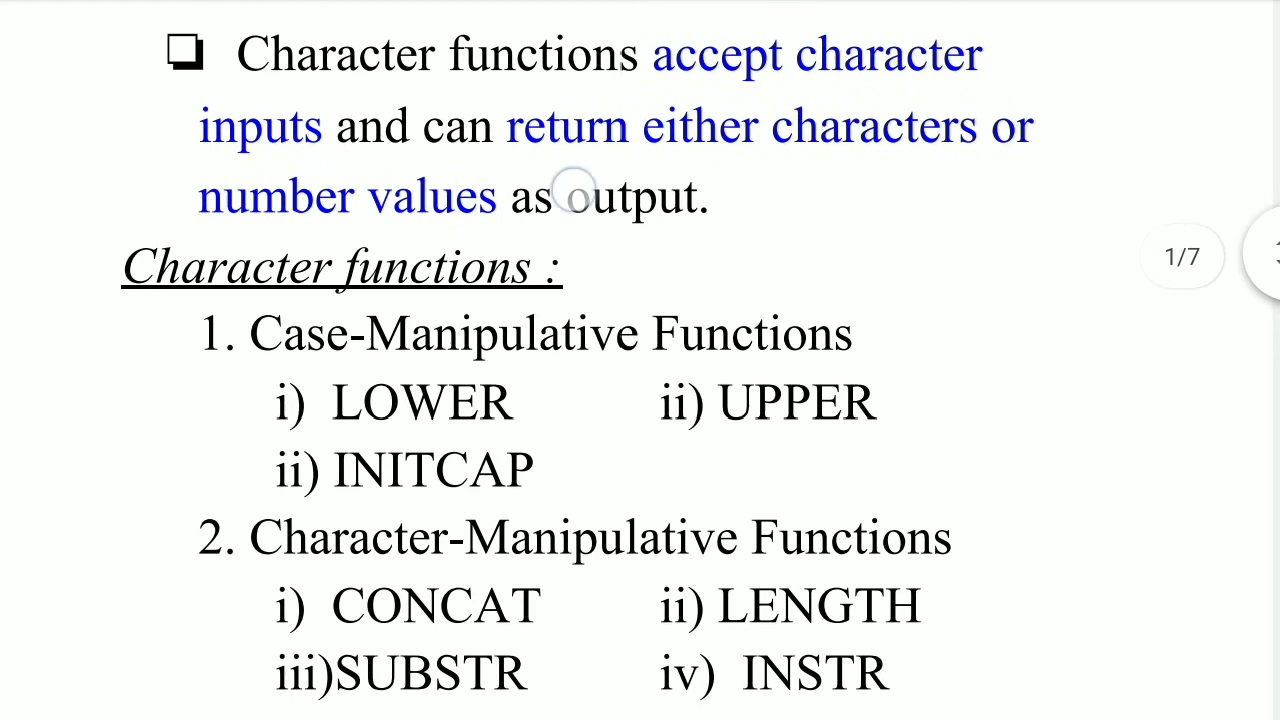 ❑ Character functions accept character
inputs and can return either characters or
number values as output.
1/7
Character functions :
1. Case-Manipulative Functions
i) LOWER ii) UPPER
ii) INITCAP
2. Character-Manipulative Functions
i) CONCAT ii) LENGTH
iii)SUBSTR iv) INSTR